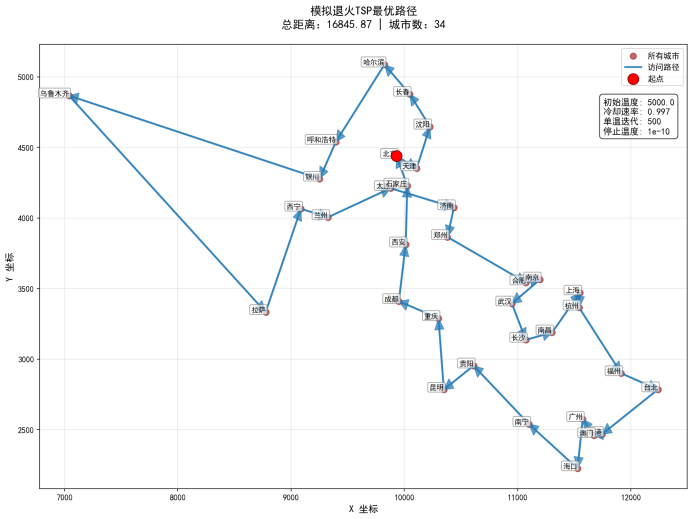 模拟退火TSP最优路径
总距离: 16845.87 | 城市数: 34
所有城市
访问路径
起点
初始温度: 5000.0
冷却速率: 0.997
单温迭代: 500
停止温度: 1e-10
哈尔滨
乌鲁木齐
长春
沈阳
呼和浩特
北京
天津
银川
石家庄
西宁
济南
兰州
郑州
西安
南京
合肥
上海
拉萨
成都
武汉
杭州
重庆
南昌
长沙
贵阳
福州
昆明
台北
广州
南宁
澳门
海口
5000
4500
4000
3500
3000
2500
Y 坐标
7000
8000
9000
10000
11000
12000
X 坐标